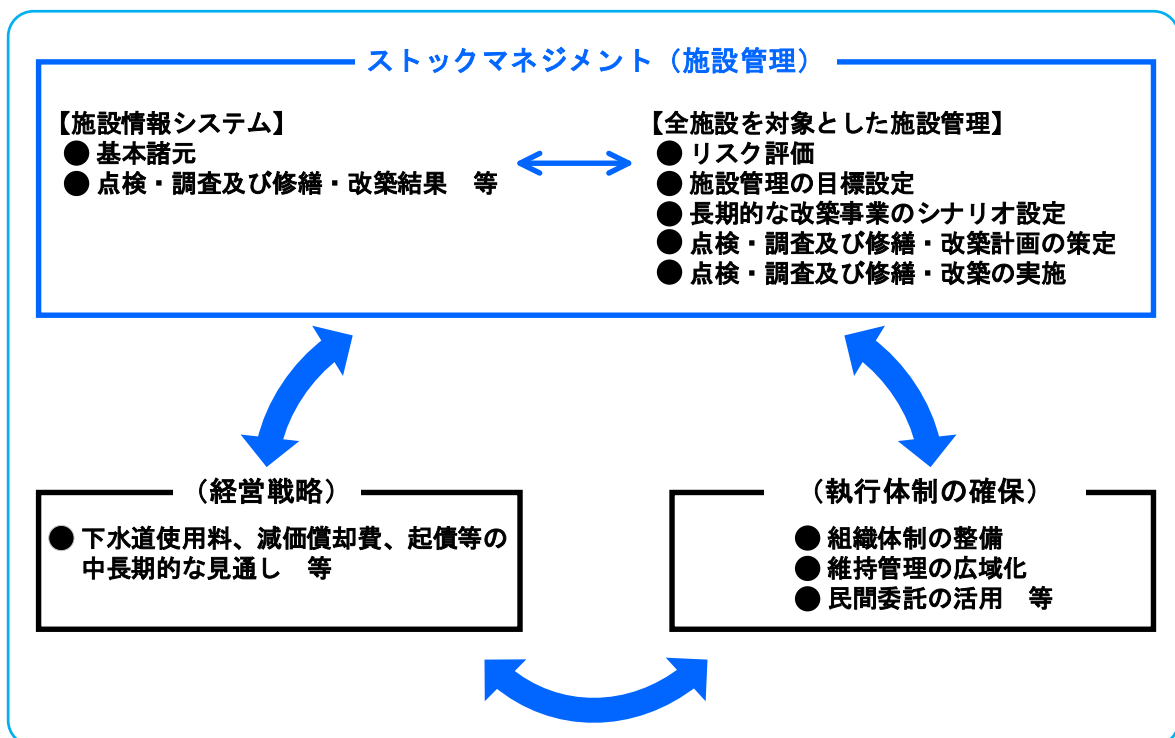 ストックマネジメント（施設管理）
【施設情報システム】
● 基本諸元
● 点検・調査及び修繕・改築結果　等
【全施設を対象とした施設管理】
● リスク評価
● 施設管理の目標設定
● 長期的な改築事業のシナリオ設定
● 点検・調査及び修繕・改築計画の策定
● 点検・調査及び修繕・改築の実施
（経営戦略）
● 下水道使用料、減価償却費、起債等の
中長期的な見通し　等
（執行体制の確保）
● 組織体制の整備
● 維持管理の広域化
● 民間委託の活用　等